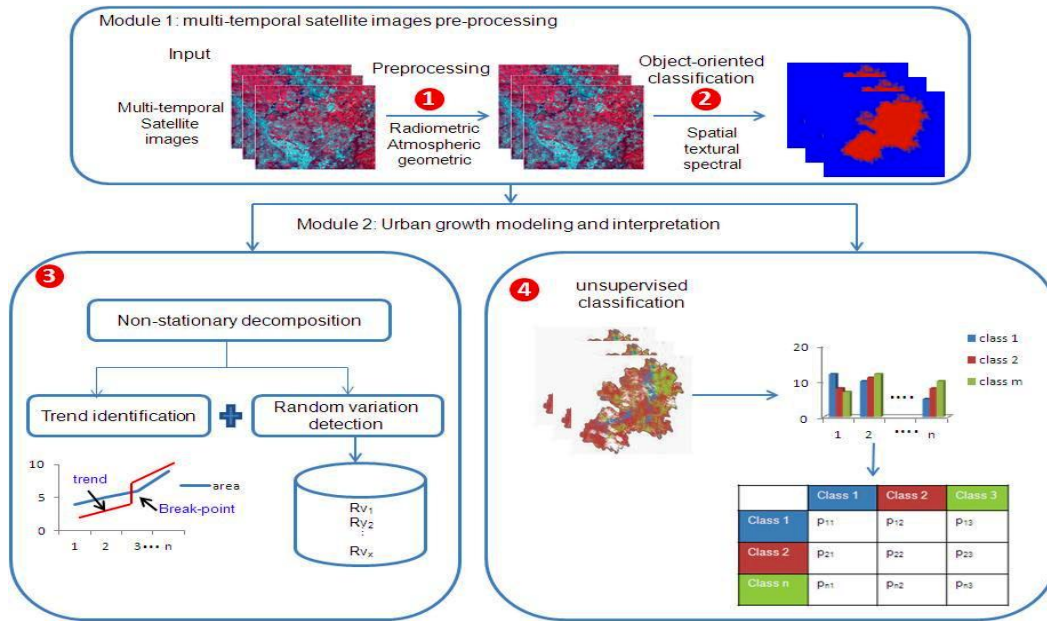 Module 1: multi-temporal satellite images pre-processing
Input
Multi-temporal
Satellite
images
Preprocessing
1
Radiometric
Atmospheric
geometric
Object-oriented
classification
2
Spatial
textural
spectral
Module 2: Urban growth modeling and interpretation
3
Non-stationary decomposition
Trend identification
Random variation
detection
10
5
0
trend
area
Break-point
1 2 3 ... n
Rv1
Rv2
⋮
Rvx
4
unsupervised
classification
20
10
0
class 1
class 2
class m
....
1 2 .... n
Class 1 Class 2 Class 3
Class 1 p11 p12 p13
Class 2 p21 p22 p23
Class n pn1 pn2 pn3